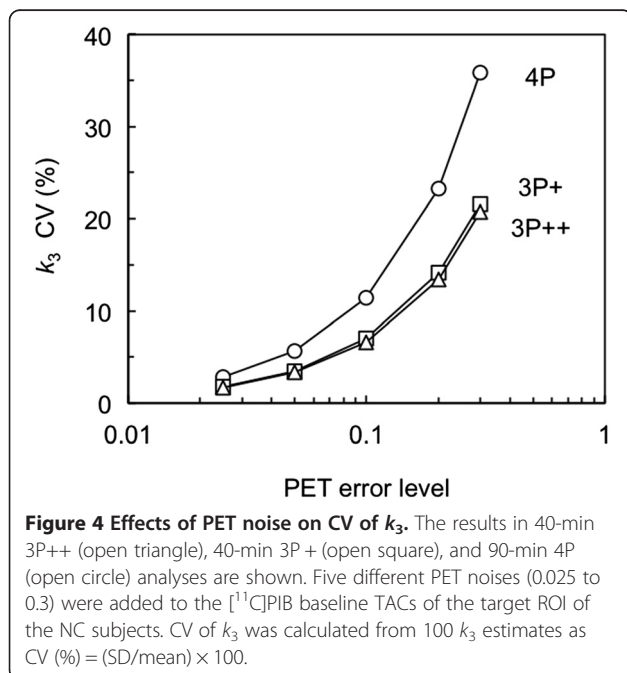 40
30
20
10
0
k₃ CV (%)
4P
3P+
3P++
0.01
0.1
1
PET error level
Figure 4 Effects of PET noise on CV of k₃. The results in 40-min
3P++ (open triangle), 40-min 3P + (open square), and 90-min 4P
(open circle) analyses are shown. Five different PET noises (0.025 to
0.3) were added to the [¹¹C]PIB baseline TACs of the target ROI of
the NC subjects. CV of k₃ was calculated from 100 k₃ estimates as
CV (%) = (SD/mean) × 100.